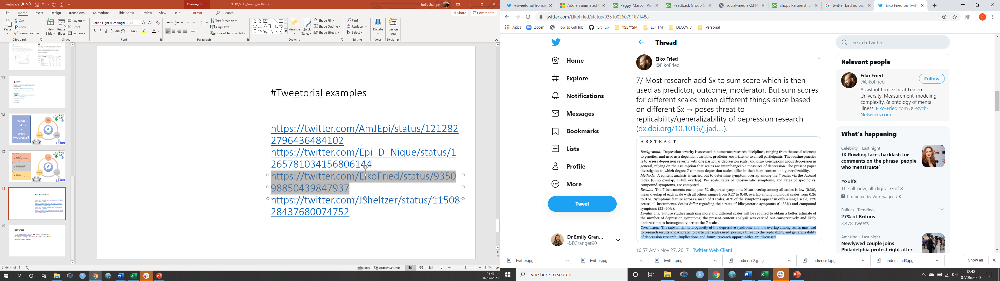 AutoSave Off
Drawing Tools
NIHR_Stats_Group_Twitter
Emily Granger
File Home Insert Design Transitions Animations Slide Show Review View Help Format Search
Share Comments
Paste
Cut
Copy
Format Painter
Clipboard
New Slide
Reuse Slides
Layout
Reset
Section
Slides
Calibri Light (Headings) 28
Font
Text Direction
Align Text
Convert to SmartArt
Paragraph
Arrange
Quick Styles
Shape Fill
Shape Outline
Shape Effects
Drawing
Find
Replace
Select
Editing
Dictate
Voice
Design Ideas
Designer
11
12
What
makes
a
great
tweetorial?
LEARN
13
LEARN
14
15
Resources
#Tweetorial examples
https://twitter.com/AmJEpi/status/121282
2796436484102
https://twitter.com/Epi_D_Nique/status/1
265781034156806144
https://twitter.com/EikoFried/status/9350
98850439847937
https://twitter.com/JSheltzer/status/11508
28437680074752
Slide 14 of 15
Notes Display Settings 114%
12:48
07/06/2020
#tweetorial from:e
Add an animated
Peggy_Marco | Pix
Feedback Group C
social-media-2314
Shops Partnership
twitter bird no bac
Eiko Fried on Twitt
twitter.com/EikoFried/status/935100360791871488
NP
E
Apps Zoom How to GitHub GitHub YSS/YSM LSHTM DECOVID Personal
Home
Explore
Notifications
Messages
Bookmarks
Lists
Profile
More
Tweet
Dr Emily Gran...
@EGranger90
Thread
Eiko Fried
@EikoFried
7/ Most research add Sx to sum score which is then
used as predictor, outcome, moderator. But sum scores
for different scales mean different things since based
on different Sx → poses threat to
replicability/generalizability of depression research
(dx.doi.org/10.1016/j.jad....).
ABSTRACT
Background: Depression severity is assessed in numerous research disciplines, ranging from the social sciences
to genetics, and used as a dependent variable, predictor, covariate, or to enroll participants. The routine practice
is to assess depression severity with one particular depression scale, and draw conclusions about depression in
general, relying on the assumption that scales are interchangeable measures of depression. The present paper
investigates to which degree 7 common depression scales differ in their item content and generalizability.
Methods: A content analysis is carried out to determine symptom overlap among the 7 scales via the Jaccard
index (0=no overlap, 1=full overlap). Per scale, rates of idiosyncratic symptoms, and rates of specific vs.
compound symptoms, are computed.
Results: The 7 instruments encompass 52 disparate symptoms. Mean overlap among all scales is low (0.36),
mean overlap of each scale with all others ranges from 0.27 to 0.40, overlap among individual scales from 0.26
to 0.61. Symptoms feature across a mean of 3 scales, 40% of the symptoms appear in only a single scale, 12%
across all instruments. Scales differ regarding their rates of idiosyncratic symptoms (0–33%) and compound
symptoms (22–90%).
Limitations: Future studies analyzing more and different scales will be required to obtain a better estimate of
the number of depression symptoms; the present content analysis was carried out conservatively and likely
underestimates heterogeneity across the 7 scales.
Conclusion: The substantial heterogeneity of the depressive syndrome and low overlap among scales may lead
to research results idiosyncratic to particular scales used, posing a threat to the replicability and generalizability
of depression research. Implications and future research opportunities are discussed.
10:57 AM · Nov 27, 2017 · Twitter Web Client
Search Twitter
Relevant people
Eiko Fried
@EikoFried
Follow
Assistant Professor at Leiden
University. Measurement, modeling,
complexity, & ontology of mental
illness. Eiko-Fried.com & Psych-
Networks.com.
What's happening
Celebrity · Last night
JK Rowling faces backlash for
comments on the phrase 'people
who menstruate'
#Golf8
The all-new, all-digital Golf 8.
Promoted by Volkswagen UK
Politics · Trending
27% of Britons
3,478 Tweets
Amazing · Last night
Newlywed couple joins
Philadelphia protest right after
twitter.jpg
twitter.jpg
twitter.png
audience2.jpeg
audience1.jpg
understand3.jpg
Show all
Type here to search
12:48
07/06/2020